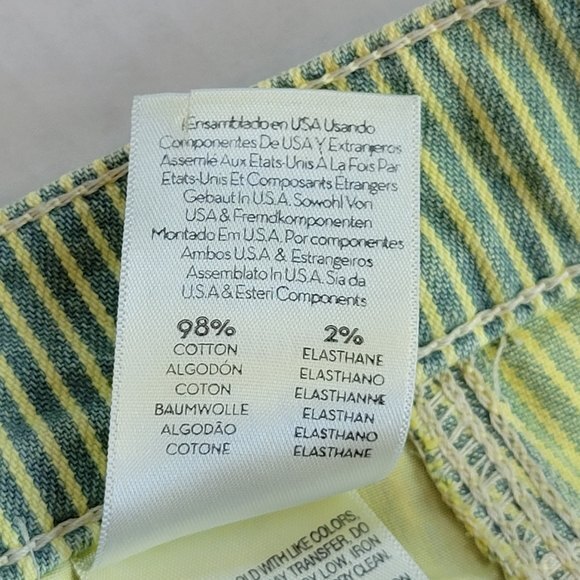 Ensamblado en USA Usando
Componentes De USA Y Extranjeros
Assemlé Aux Etats-Unis À La Fois Par
Etats-Unis Et Composants Etrangers
Gebaut In U.S.A. Sowohl Von
USA & Fremdkomponenten
Montado Em U.S.A. Por componentes
Ambos USA & Estrangeiros
Assemblato In U.S.A. Sia da
U.S.A & Esteri Components
98% 2%
COTTON ELASTHANE
ALGODÓN ELASTHANO
COTON ELASTHANNE
BAUMWOLLE ELASTHAN
ALGODÃO ELASTHANO
COTONE ELASTHANE
WITH LIKE COLORS,
TRANSFER. DO
LOW IRON
CLEAN.